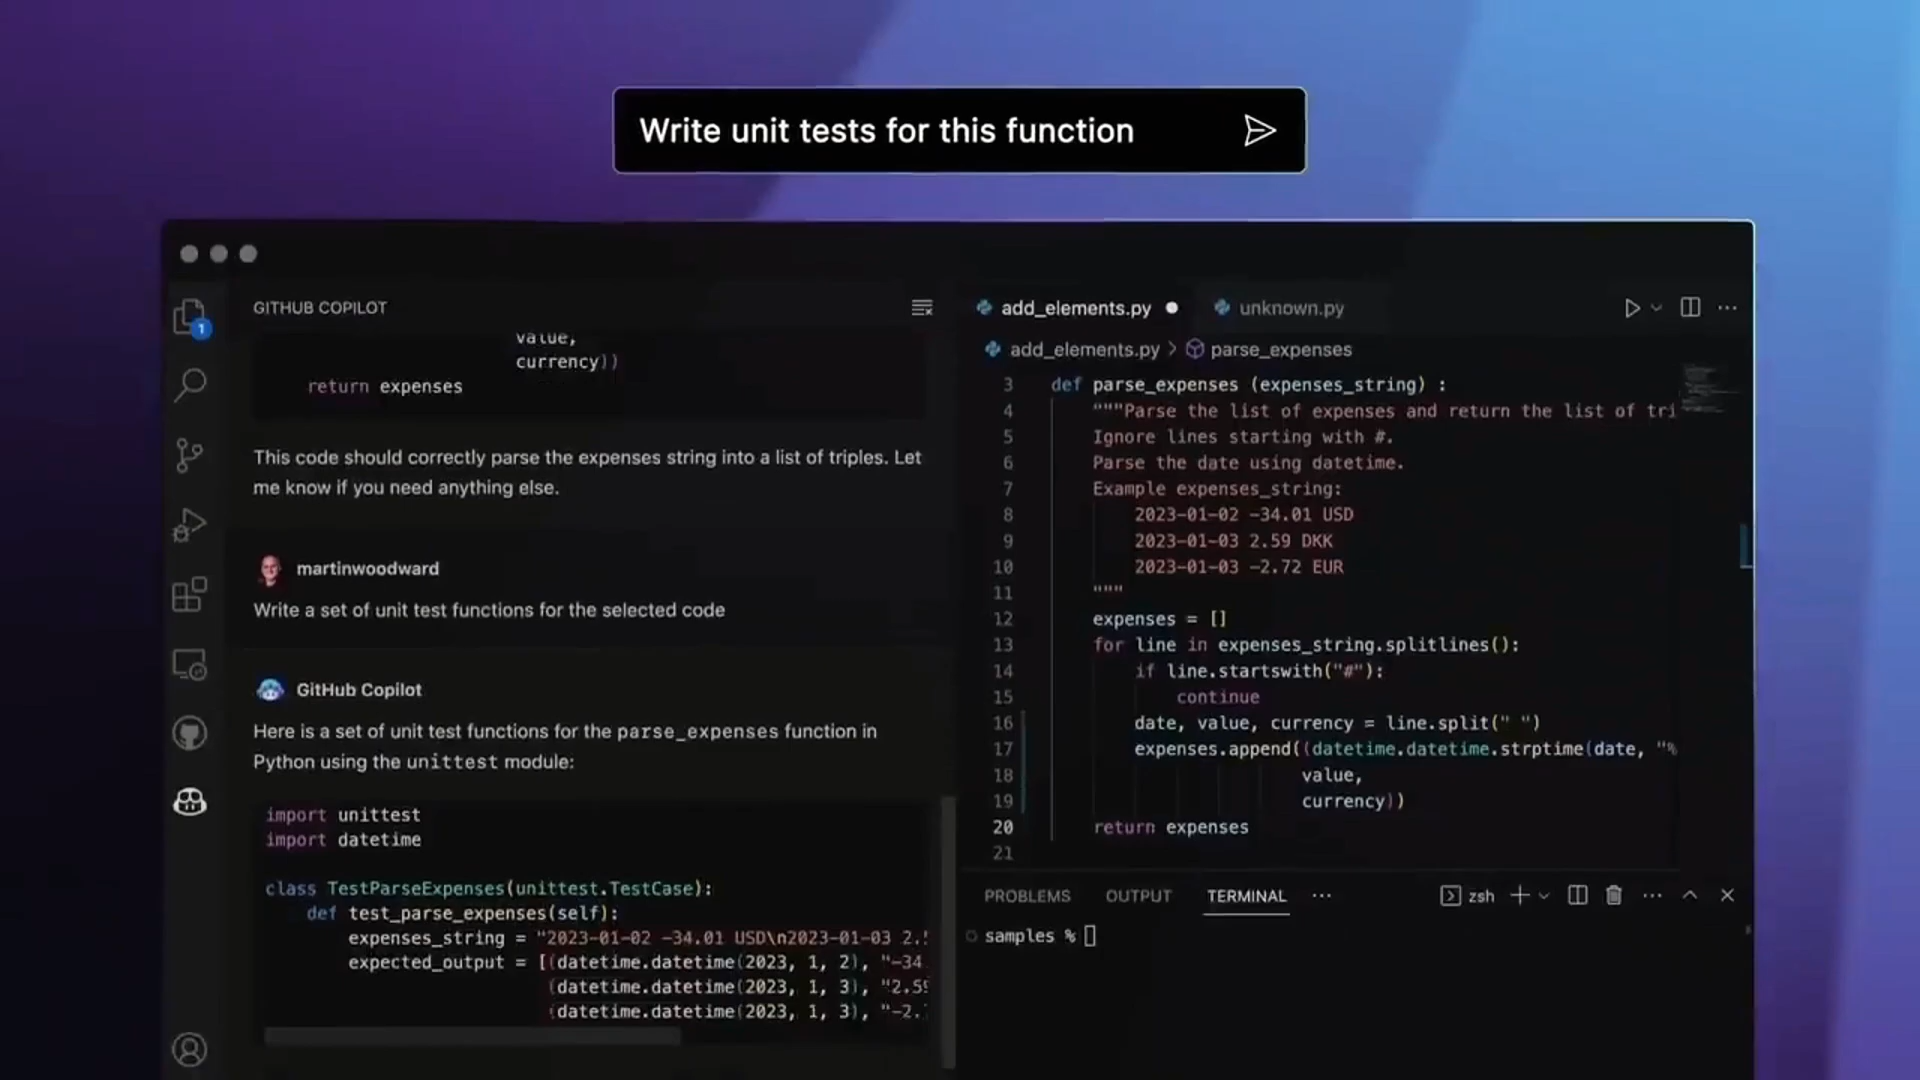 Write unit tests for this function
GITHUB COPILOT
value,
currency))
return expenses
This code should correctly parse the expenses string into a list of triples. Let
me know if you need anything else.
martinwoodward
Write a set of unit test functions for the selected code
GitHub Copilot
Here is a set of unit test functions for the parse_expenses function in
Python using the unittest module:
import unittest
import datetime
class TestParseExpenses(unittest.TestCase):
def test_parse_expenses(self):
expenses_string = "2023-01-02 -34.01 USD\n2023-01-03 2.5
expected_output = [(datetime.datetime(2023, 1, 2), "-34
(datetime.datetime(2023, 1, 3), "2.59
(datetime.datetime(2023, 1, 3), "-2.
1
add_elements.py
unknown.py
add_elements.py > parse_expenses
3 def parse_expenses (expenses_string) :
4 """Parse the list of expenses and return the list of tri
5 Ignore lines starting with #.
6 Parse the date using datetime.
7 Example expenses_string:
8 2023-01-02 -34.01 USD
9 2023-01-03 2.59 DKK
10 2023-01-03 -2.72 EUR
11 """
12 expenses = []
13 for line in expenses_string.splitlines():
14 if line.startswith("#"):
15 continue
16 date, value, currency = line.split(" ")
17 expenses.append((datetime.datetime.strptime(date, "%
18 value,
19 currency))
20 return expenses
21
PROBLEMS OUTPUT TERMINAL ... zsh
samples %